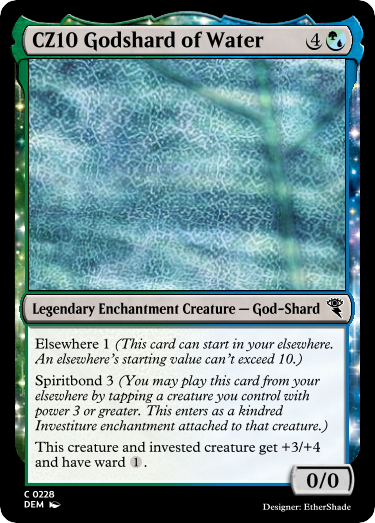 CZ10 Godshard of Water 4
Legendary Enchantment Creature — God-Shard
Elsewhere 1 (This card can start in your elsewhere.
An elsewhere's starting value can't exceed 10.)
Spiritbond 3 (You may play this card from your
elsewhere by tapping a creature you control with
power 3 or greater. This enters as a kindred
Investiture enchantment attached to that creature.)
This creature and invested creature get +3/+4
and have ward 1.
0/0
C 0228
DEM
Designer: EtherShade